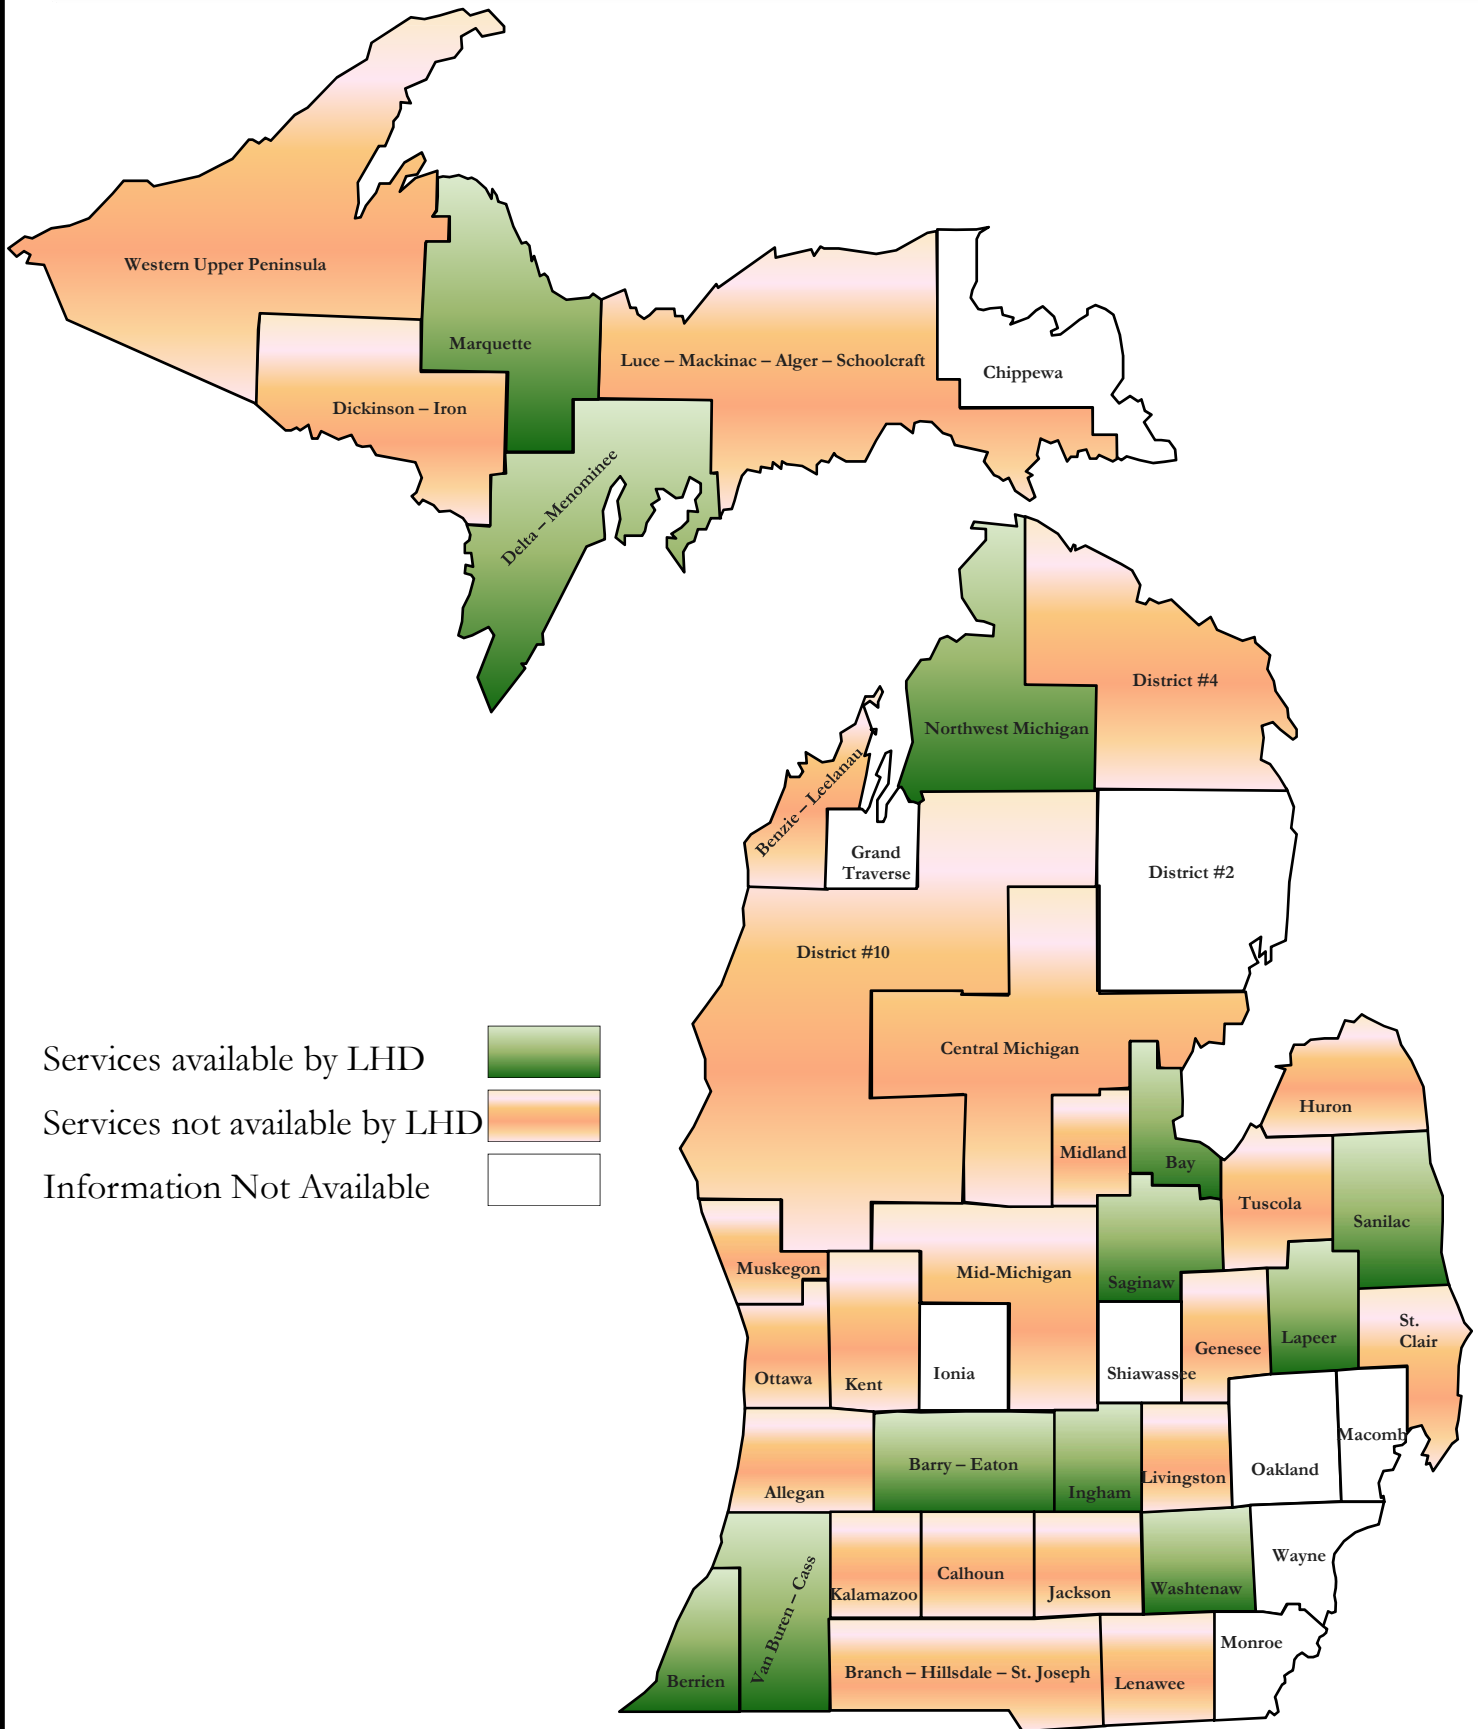 Western Upper Peninsula
Marquette
Luce – Mackinac – Alger – Schoolcraft
Chippewa
Dickinson – Iron
Delta – Menominee
District #4
Northwest Michigan
Benzie – Leelanau
Grand
Traverse
District #2
District #10
Central Michigan
Services available by LHD
Services not available by LHD
Information Not Available
Huron
Midland
Bay
Tuscola
Sanilac
Muskegon
Mid-Michigan
Saginaw
St.
Clair
Lapeer
Genesee
Ottawa
Kent
Ionia
Shiawassee
Macomb
Barry – Eaton
Oakland
Livingston
Allegan
Ingham
Wayne
Van Buren – Cass
Kalamazoo
Calhoun
Jackson
Washtenaw
Monroe
Berrien
Branch – Hillsdale – St. Joseph
Lenawee